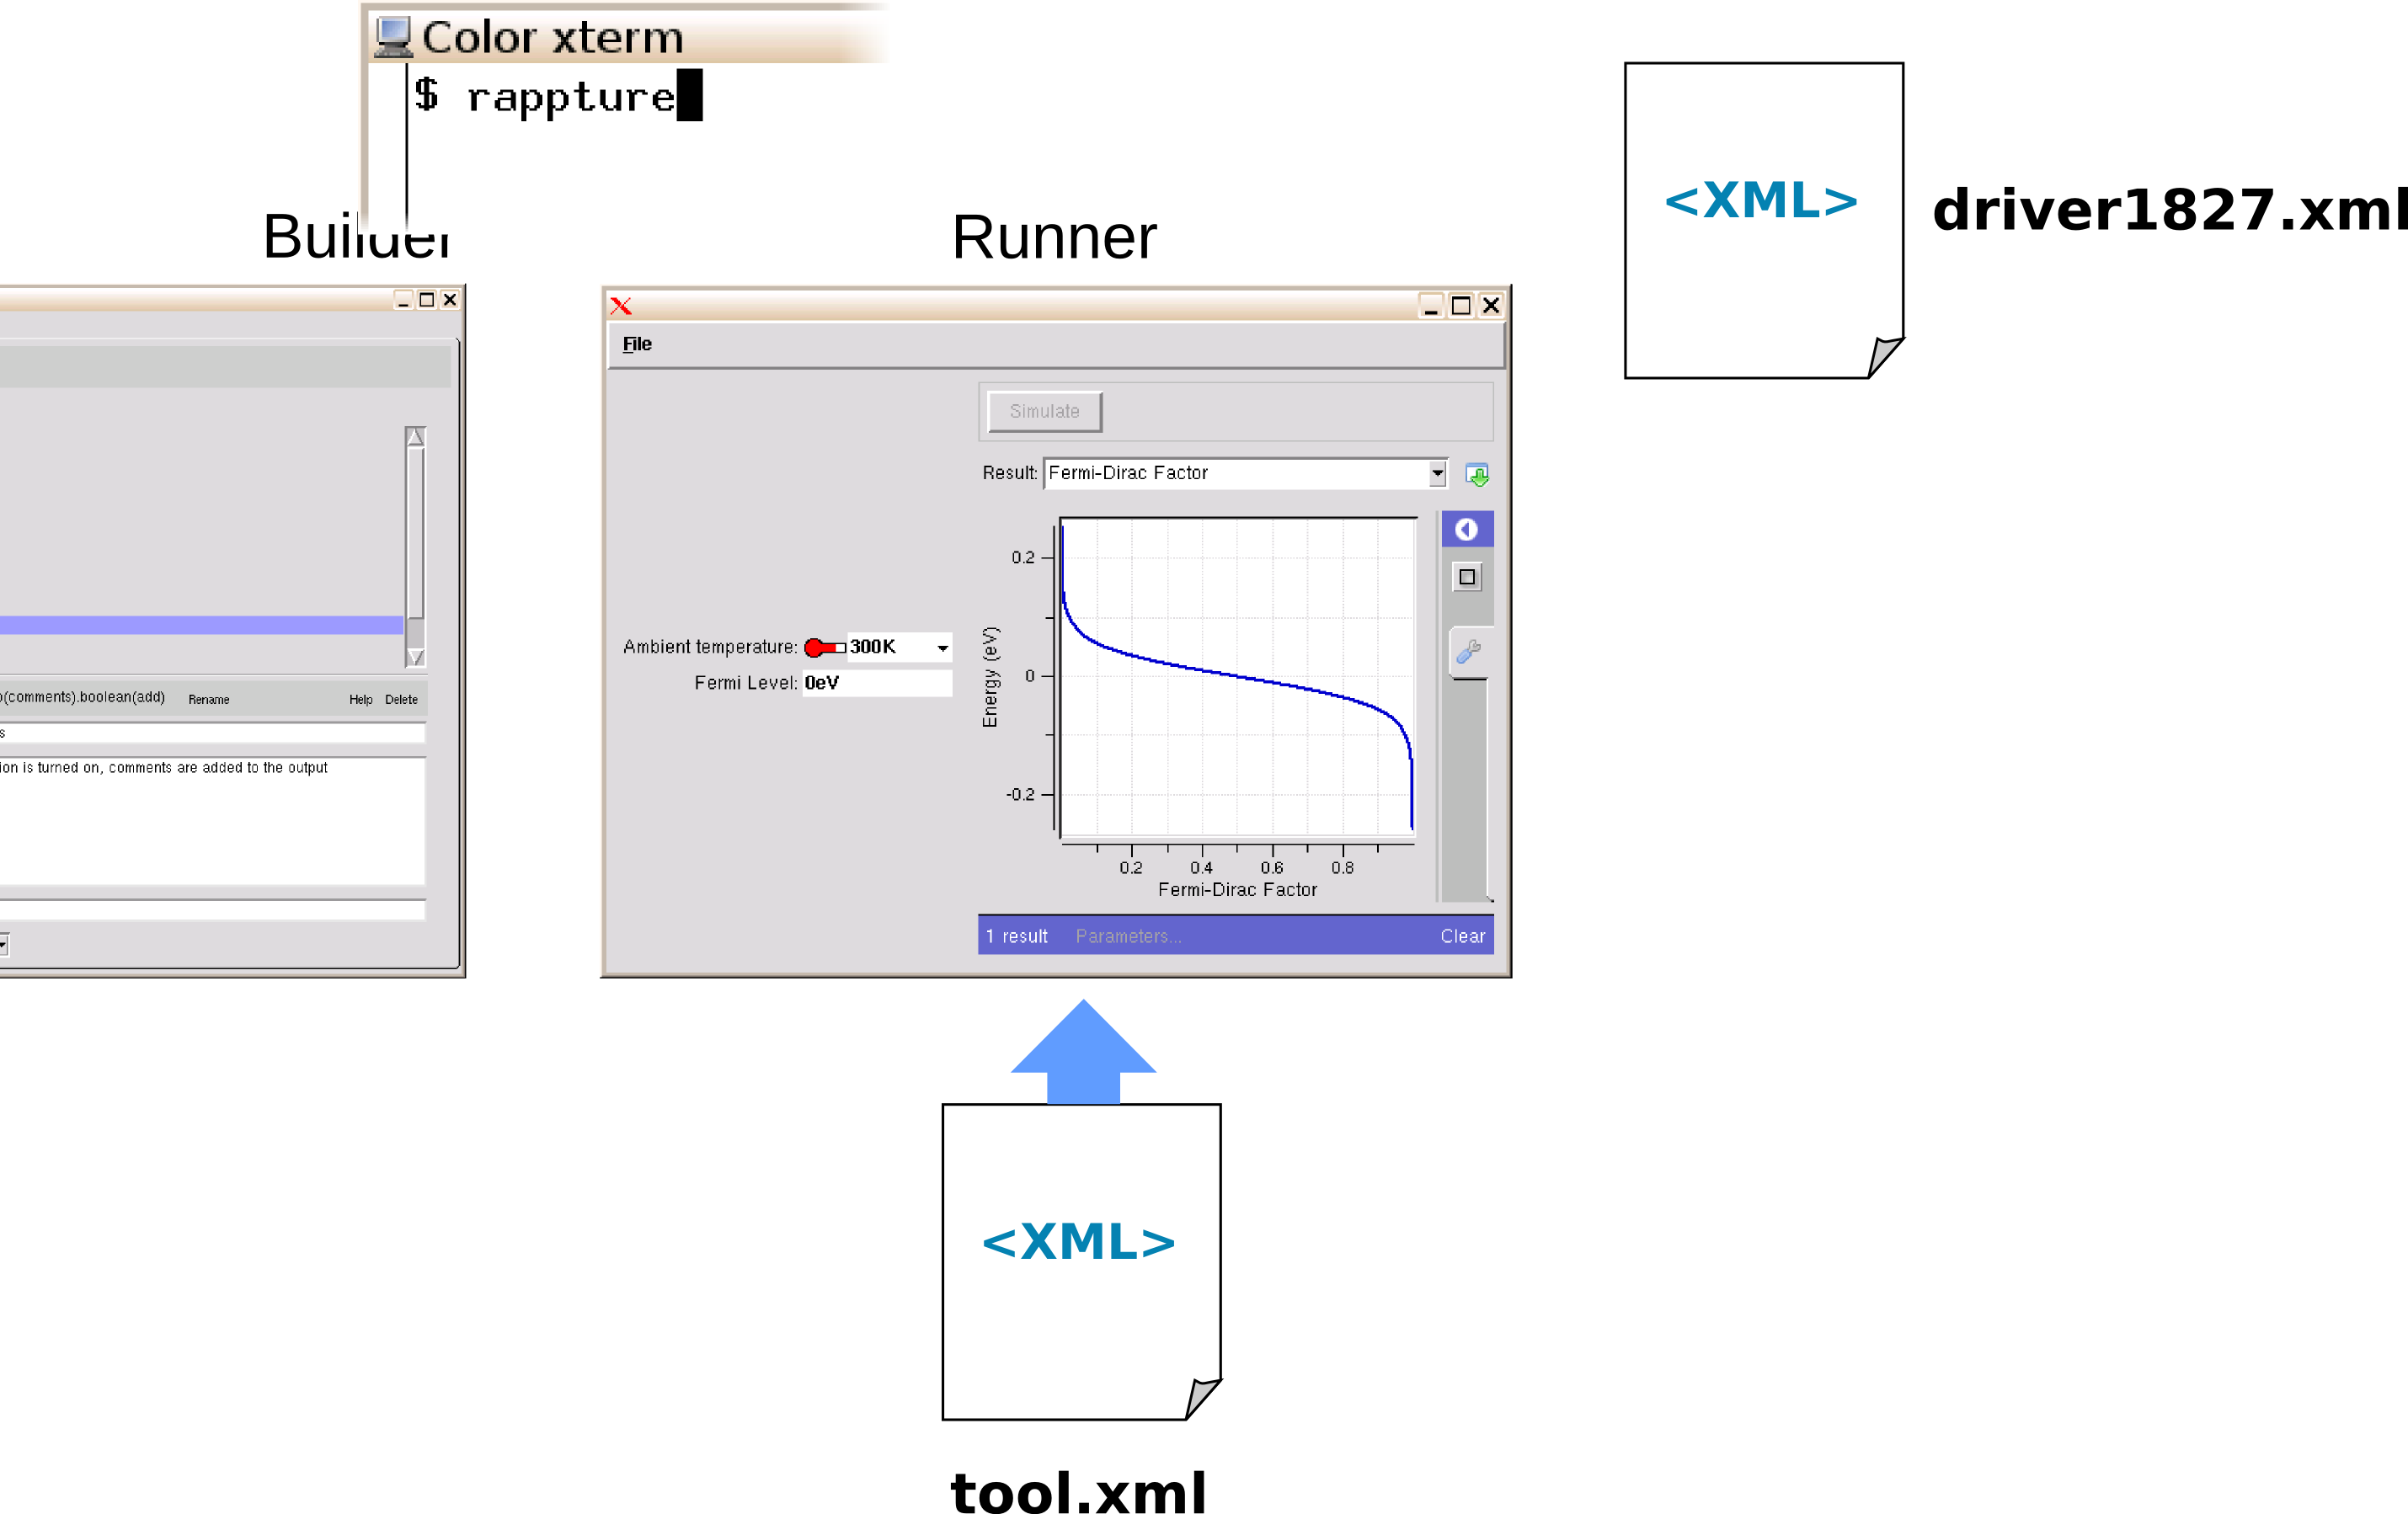 Color xterm
$ rappture
Builder
Runner
<XML>
driver1827.xml
File
Simulate
Result: Fermi-Dirac Factor
0.2
0
-0.2
Energy (eV)
0.2 0.4 0.6 0.8
Fermi-Dirac Factor
Ambient temperature: 300K
Fermi Level: 0eV
1 result Parameters... Clear
(comments).boolean(add) Rename Help Delete
s
ion is turned on, comments are added to the output
<XML>
tool.xml